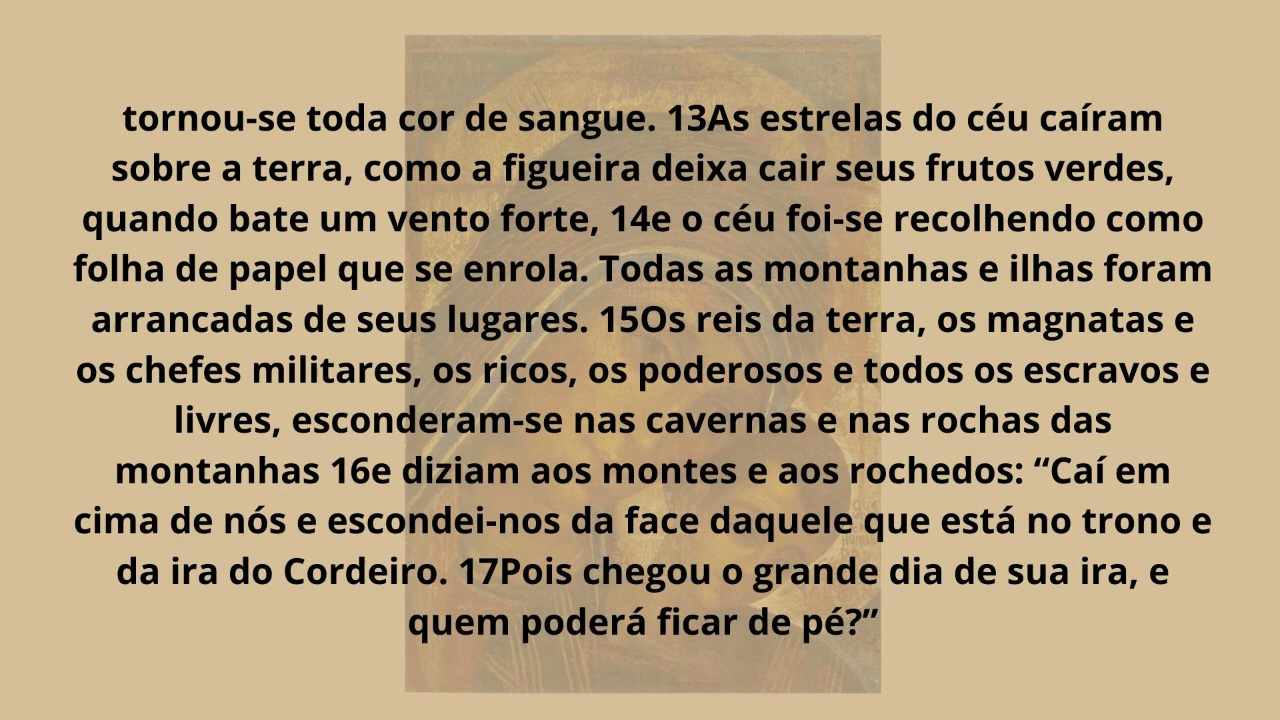 tornou-se toda cor de sangue. 13As estrelas do céu caíram
sobre a terra, como a figueira deixa cair seus frutos verdes,
quando bate um vento forte, 14e o céu foi-se recolhendo como
folha de papel que se enrola. Todas as montanhas e ilhas foram
arrancadas de seus lugares. 15Os reis da terra, os magnatas e
os chefes militares, os ricos, os poderosos e todos os escravos e
livres, esconderam-se nas cavernas e nas rochas das
montanhas 16e diziam aos montes e aos rochedos: “Caí em
cima de nós e escondei-nos da face daquele que está no trono e
da ira do Cordeiro. 17Pois chegou o grande dia de sua ira, e
quem poderá ficar de pé?”